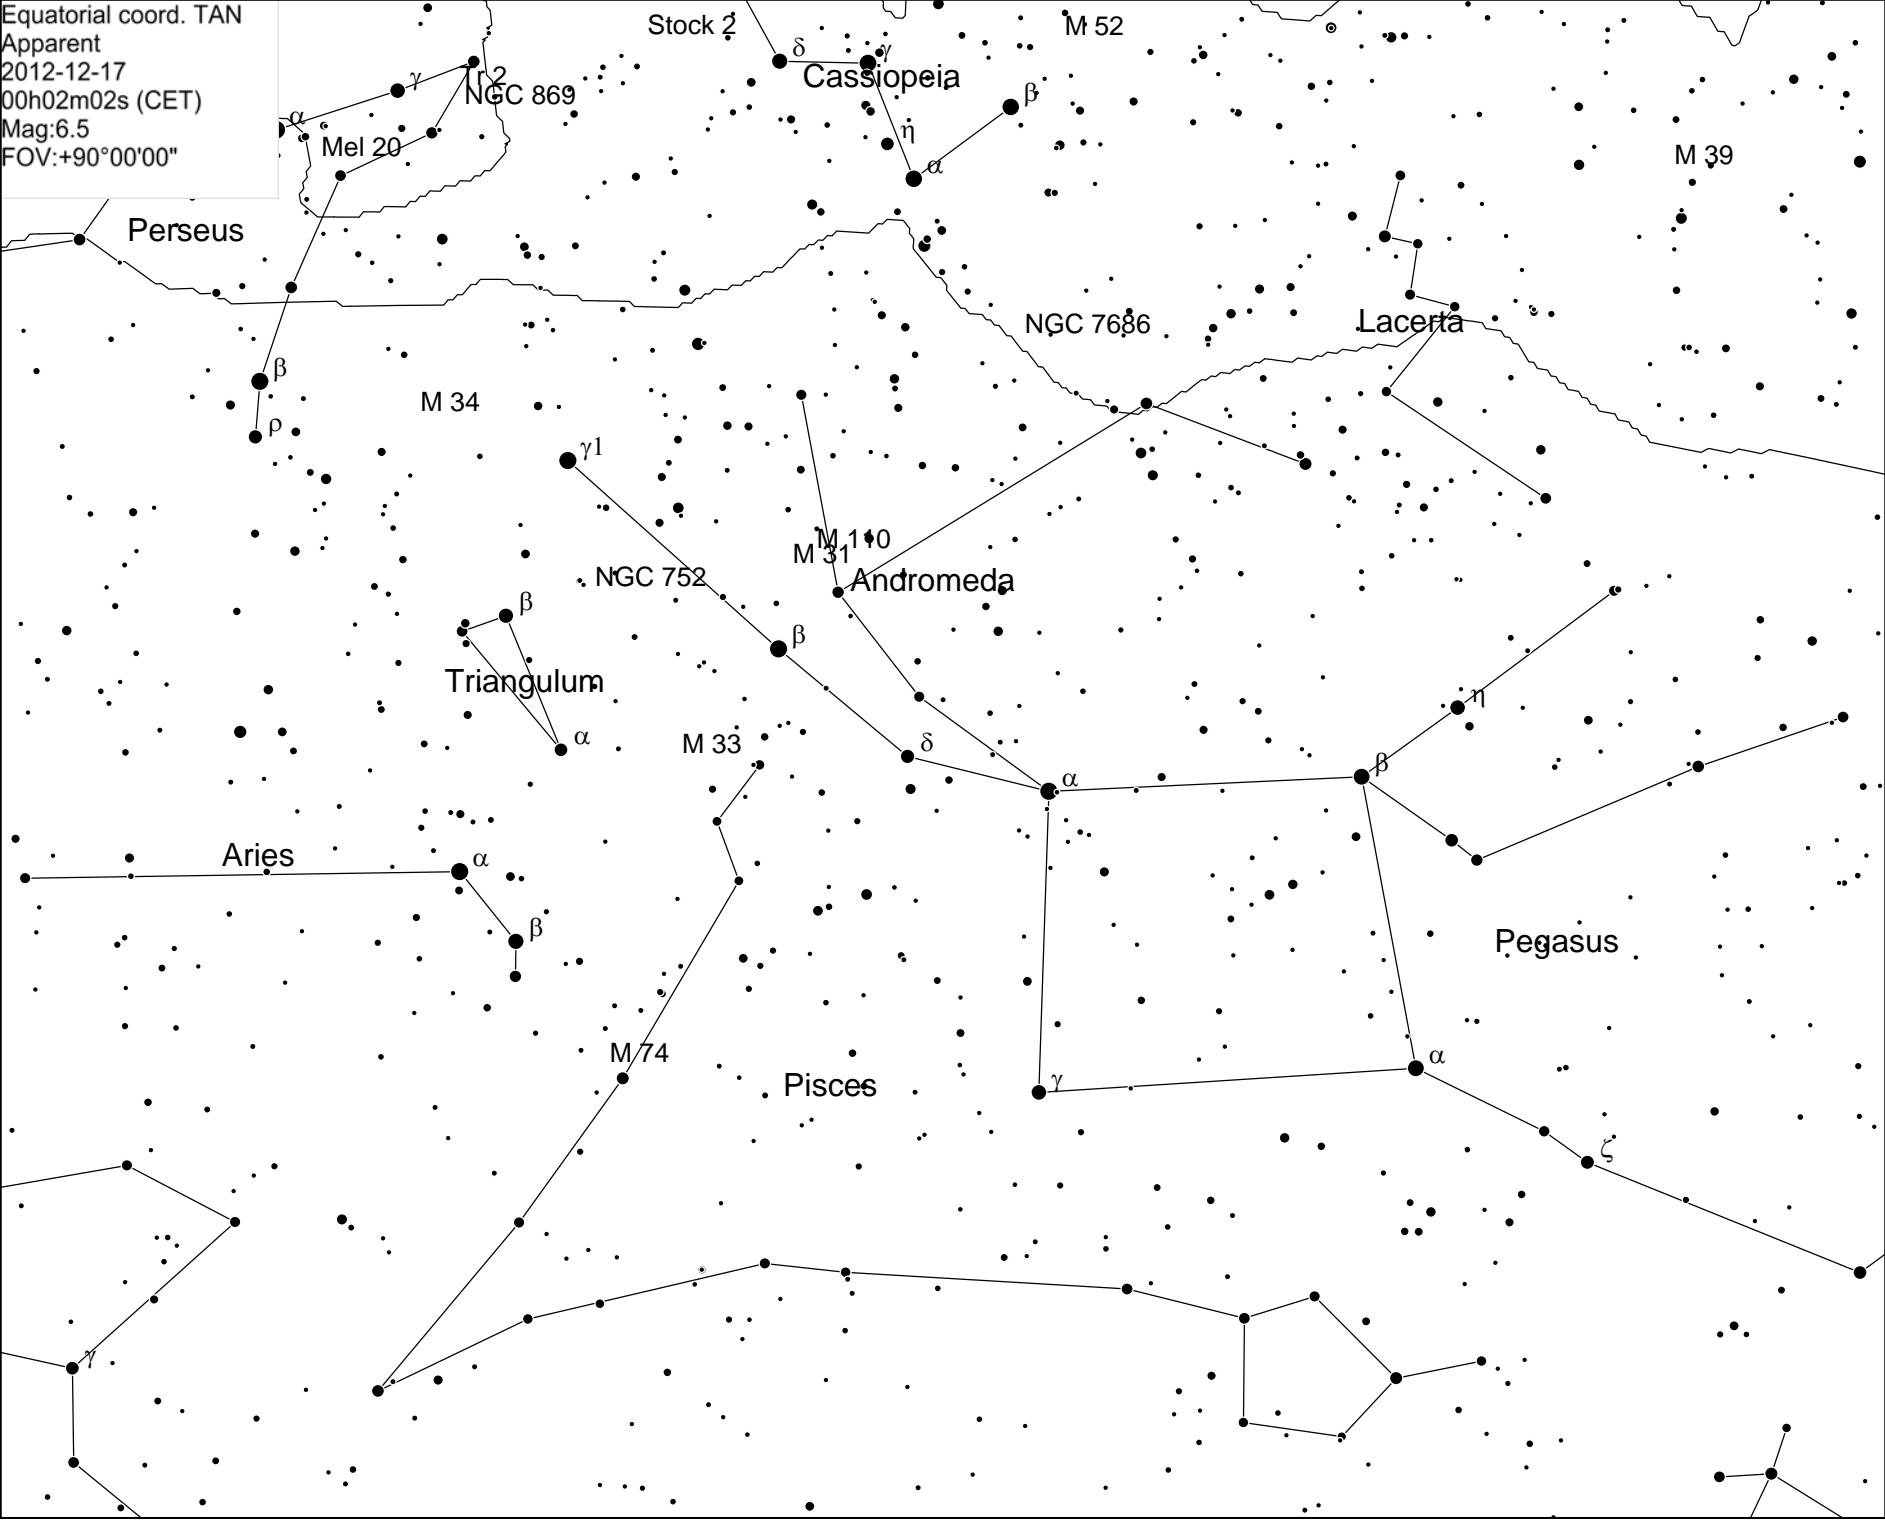 Equatorial coord. TAN
Apparent
2012-12-17
00h02m02s (CET)
Mag:6.5
FOV:+90°00'00"
Stock 2
M 52
δ
γ
Cassiopeia
Tr 2
γ
NGC 869
β
α
η
Mel 20
M 39
α
Perseus
NGC 7686
Lacerta
β
M 34
ρ
γ1
M 110
M 31
NGC 752
Andromeda
β
β
Triangulum
η
α
M 33
δ
β
α
Aries
α
β
Pegasus
M 74
α
Pisces
γ
ζ
γ